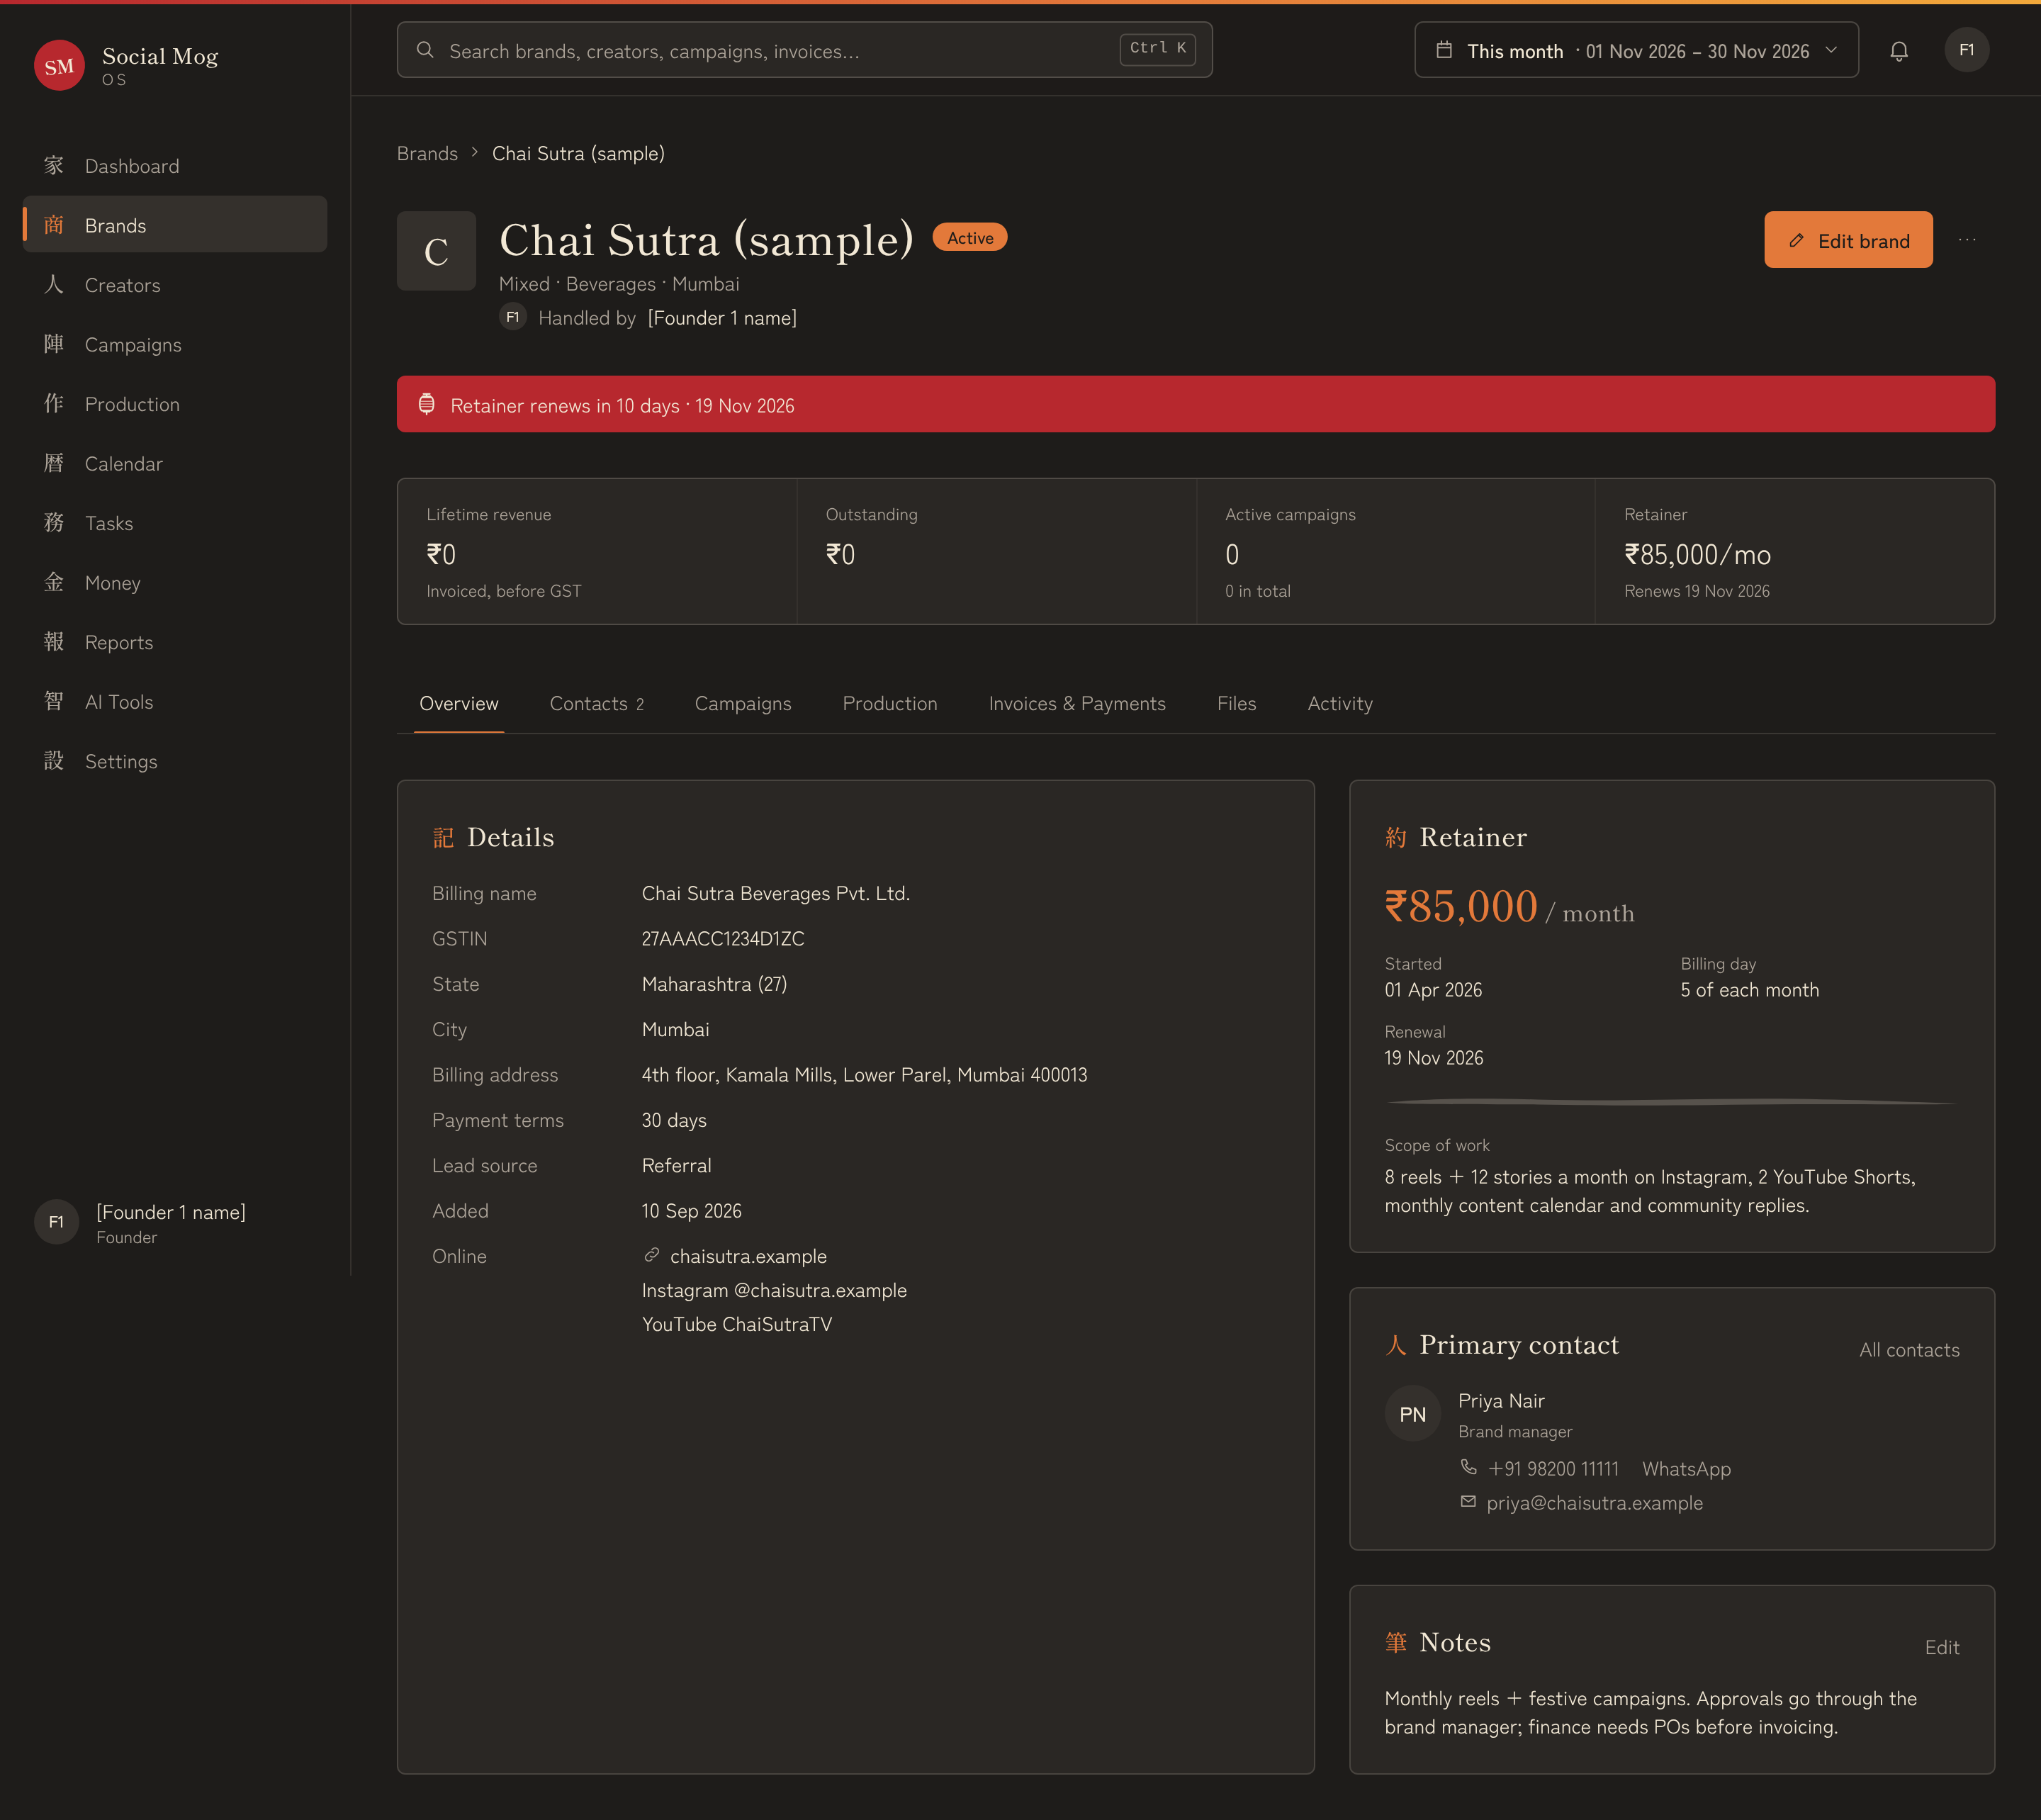 SM
Social Mog
OS
家 Dashboard
商 Brands
人 Creators
陣 Campaigns
作 Production
暦 Calendar
務 Tasks
金 Money
報 Reports
智 AI Tools
設 Settings
F1
[Founder 1 name]
Founder
Search brands, creators, campaigns, invoices...
Ctrl K
This month · 01 Nov 2026 – 30 Nov 2026
F1
Brands > Chai Sutra (sample)
C
Chai Sutra (sample) Active
Mixed · Beverages · Mumbai
F1 Handled by [Founder 1 name]
Edit brand ...
Retainer renews in 10 days · 19 Nov 2026
Lifetime revenue
₹0
Invoiced, before GST
Outstanding
₹0
Active campaigns
0
0 in total
Retainer
₹85,000/mo
Renews 19 Nov 2026
Overview Contacts 2 Campaigns Production Invoices & Payments Files Activity
記 Details
Billing name Chai Sutra Beverages Pvt. Ltd.
GSTIN 27AAACC1234D1ZC
State Maharashtra (27)
City Mumbai
Billing address 4th floor, Kamala Mills, Lower Parel, Mumbai 400013
Payment terms 30 days
Lead source Referral
Added 10 Sep 2026
Online chaisutra.example
Instagram @chaisutra.example
YouTube ChaiSutraTV
約 Retainer
₹85,000 / month
Started
01 Apr 2026
Billing day
5 of each month
Renewal
19 Nov 2026
Scope of work
8 reels + 12 stories a month on Instagram, 2 YouTube Shorts,
monthly content calendar and community replies.
人 Primary contact All contacts
PN
Priya Nair
Brand manager
+91 98200 11111 WhatsApp
priya@chaisutra.example
筆 Notes Edit
Monthly reels + festive campaigns. Approvals go through the
brand manager; finance needs POs before invoicing.